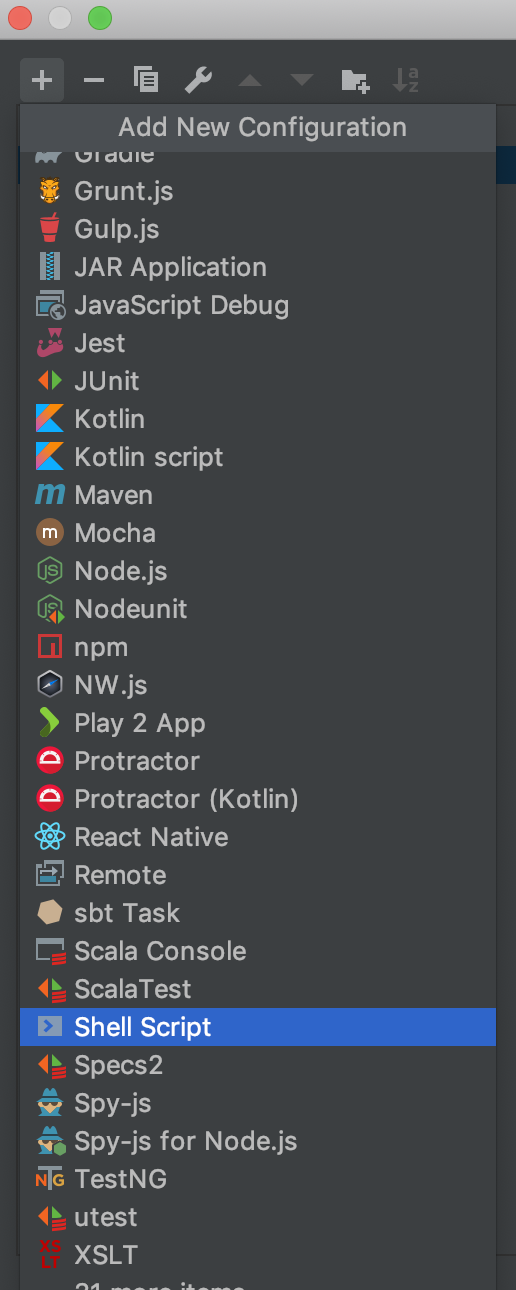 Add New Configuration
Gradle
Grunt.js
Gulp.js
JAR Application
JavaScript Debug
Jest
JUnit
Kotlin
Kotlin script
Maven
Mocha
Node.js
Nodeunit
npm
NW.js
Play 2 App
Protractor
Protractor (Kotlin)
React Native
Remote
sbt Task
Scala Console
ScalaTest
Shell Script
Specs2
Spy-js
Spy-js for Node.js
TestNG
utest
XSLT
31 more items